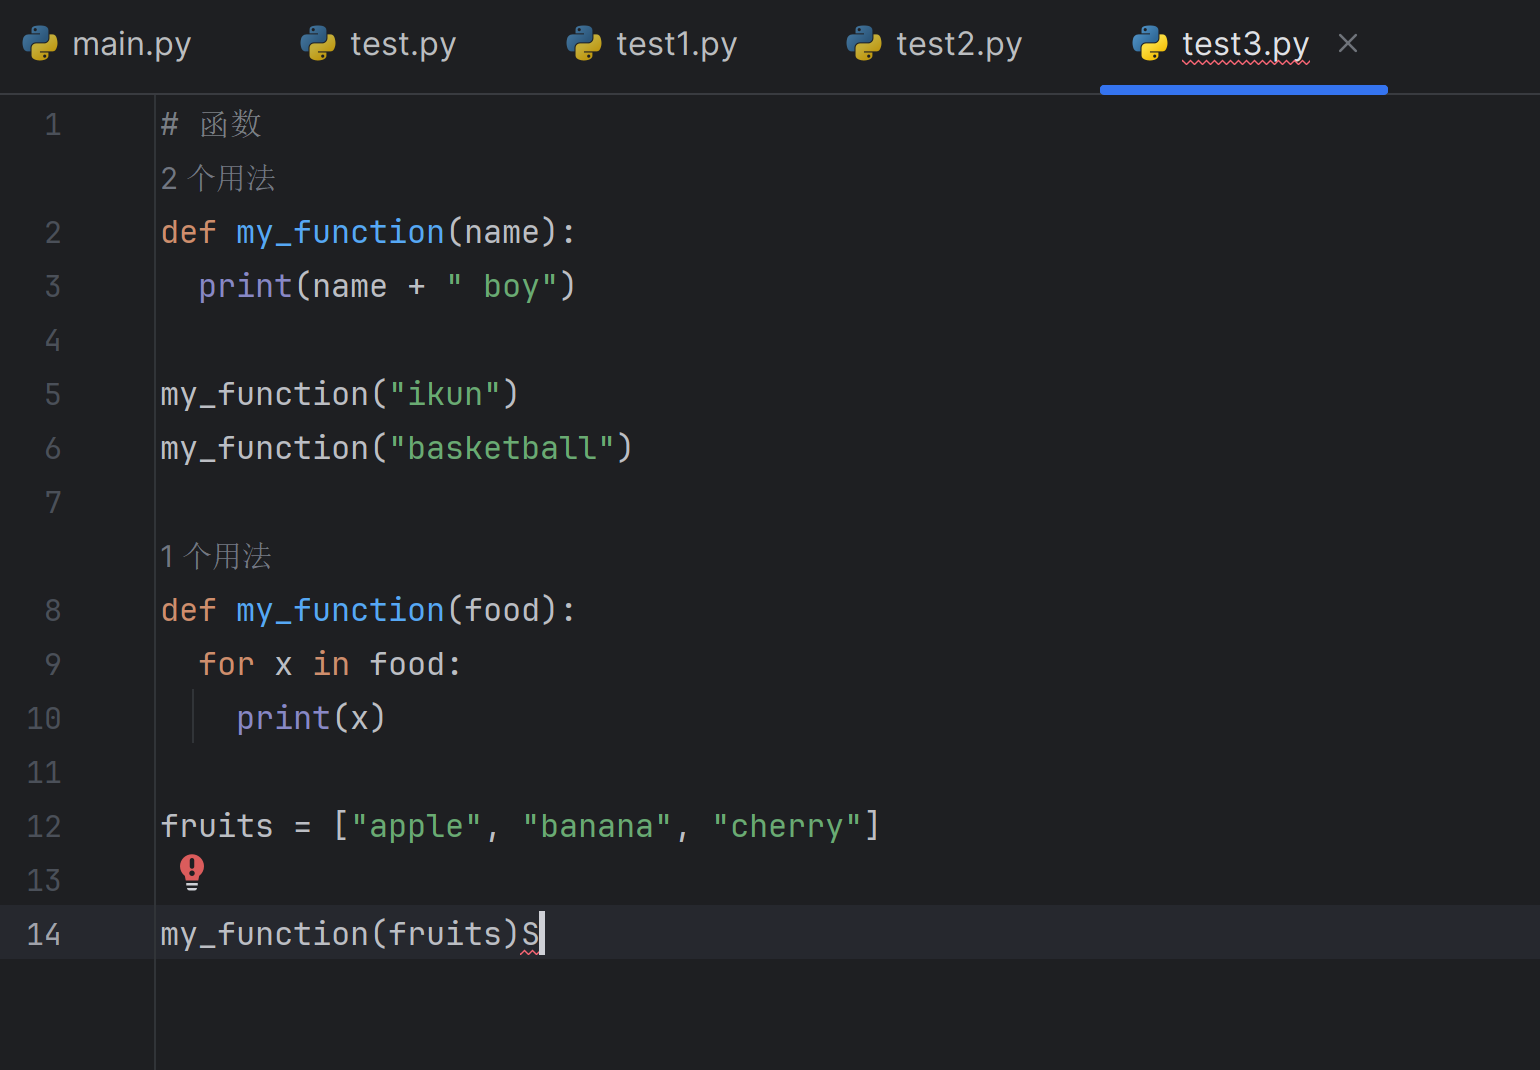 main.py test.py test1.py test2.py test3.py
1 # 函数
2 个用法
2 def my_function(name):
3   print(name + " boy")
4
5 my_function("ikun")
6 my_function("basketball")
7
1 个用法
8 def my_function(food):
9   for x in food:
10     print(x)
11
12 fruits = ["apple", "banana", "cherry"]
13
14 my_function(fruits)S